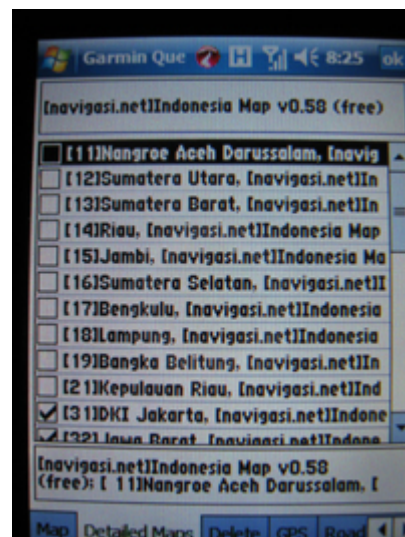 Garmin Que 8:25 ok
[navigasi.net]Indonesia Map v0.58 (free)
[11]Nangroe Aceh Darussalam, [navig
[12]Sumatera Utara, [navigasi.net]In
[13]Sumatera Barat, [navigasi.net]In
[14]Riau, [navigasi.net]Indonesia Map
[15]Jambi, [navigasi.net]Indonesia Ma
[16]Sumatera Selatan, [navigasi.net]I
[17]Bengkulu, [navigasi.net]Indonesia
[18]Lampung, [navigasi.net]Indonesia
[19]Bangka Belitung, [navigasi.net]In
[21]Kepulauan Riau, [navigasi.net]Ind
[31]DKI Jakarta, [navigasi.net]Indone
[32]Jawa Barat, [navigasi.net]Indone
[navigasi.net]Indonesia Map v0.58
(free); [ 11]Nangroe Aceh Darussalam, [
Map Detailed Maps Delete GPS Road